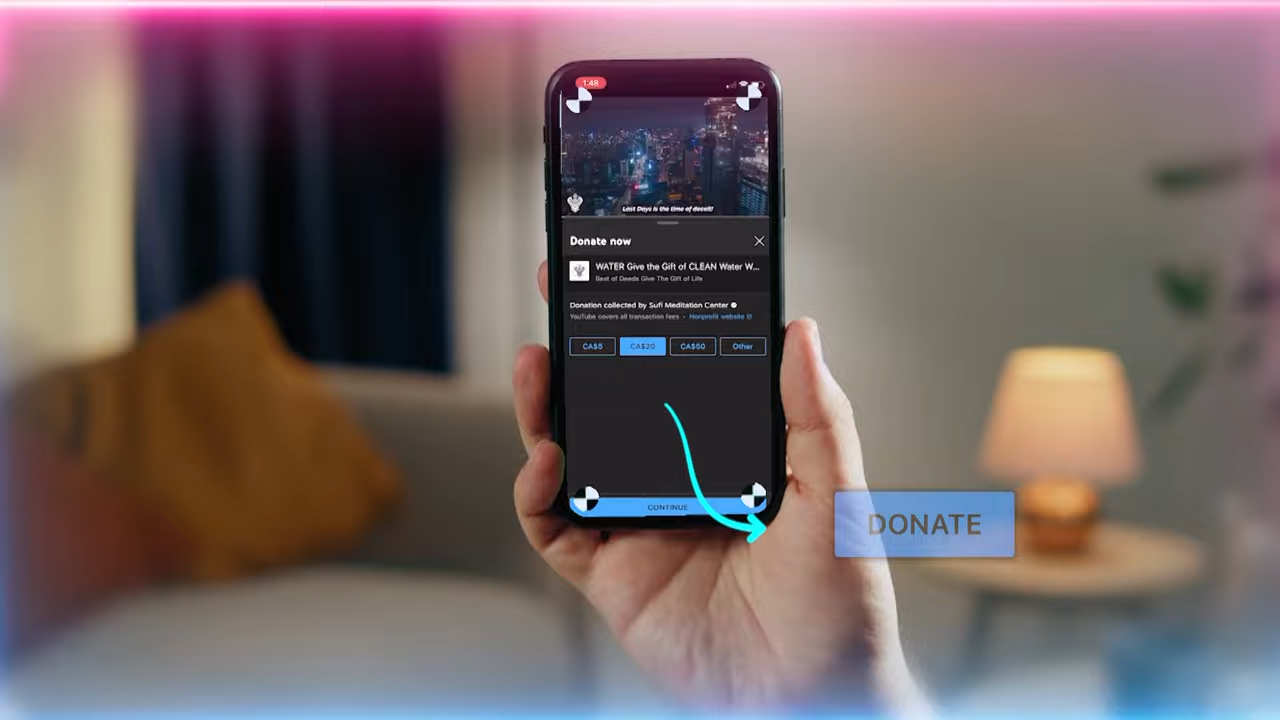 1:48
Last Days is the time of deceit!
Donate now
WATER Give the Gift of CLEAN Water W...
Best of Deeds Give The Gift of Life
Donation collected by Sufi Meditation Center
YouTube covers all transaction fees • Nonprofit website
CA$5 CA$20 CA$50 Other
CONTINUE
DONATE